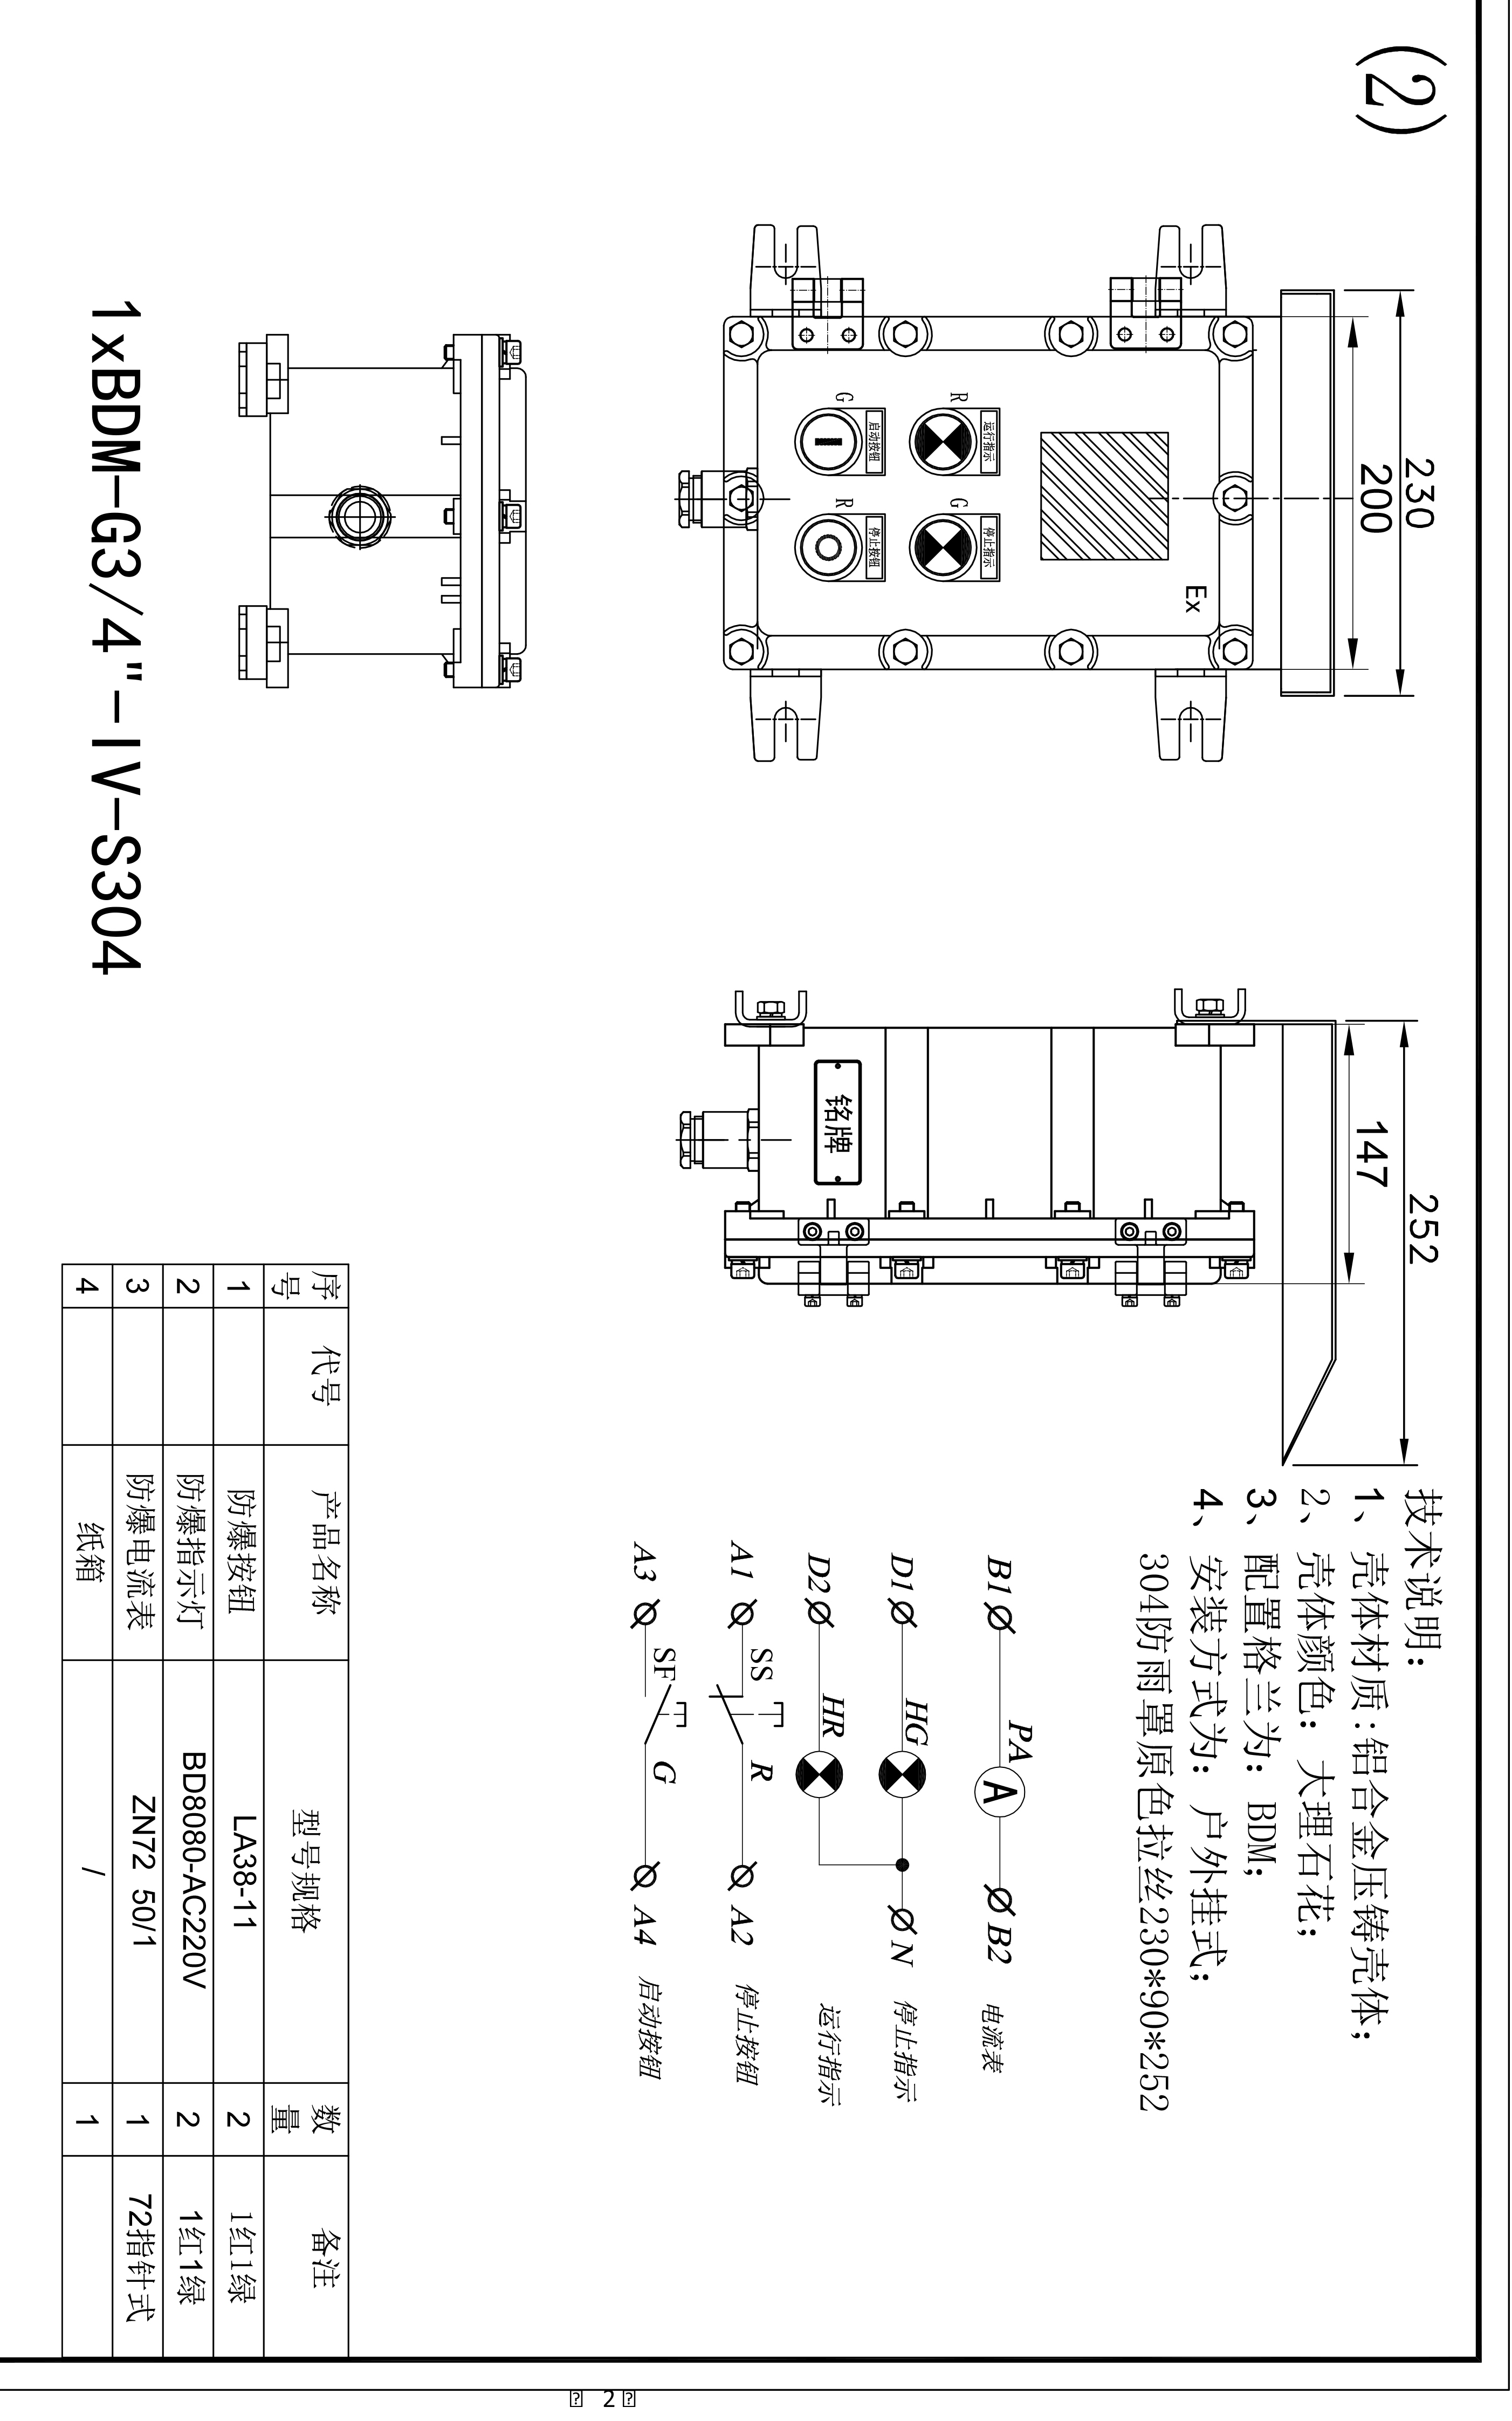 (2)
230
200
252
147
Ex
R
运行指示
G
停止指示
G
启动按钮
R
停止按钮
铭牌
技术说明：
1、壳体材质：铝合金压铸壳体；
2、壳体颜色：大理石花；
3、配置格兰为：BDM；
4、安装方式为：户外挂式；
304防雨罩原色拉丝230*90*252
B1 PA A B2 电流表
D1 HG N 停止指示
D2 HR 运行指示
A1 SS R A2 停止按钮
A3 SF G A4 启动按钮
1xBDM-G3/4"-IV-S304
序号 代号 产品名称 型号规格 数量 备注
1 防爆按钮 LA38-11 2 1红1绿
2 防爆指示灯 BD8080-AC220V 2 1红1绿
3 防爆电流表 ZN72 50/1 1 72指针式
4 纸箱 / 1
2